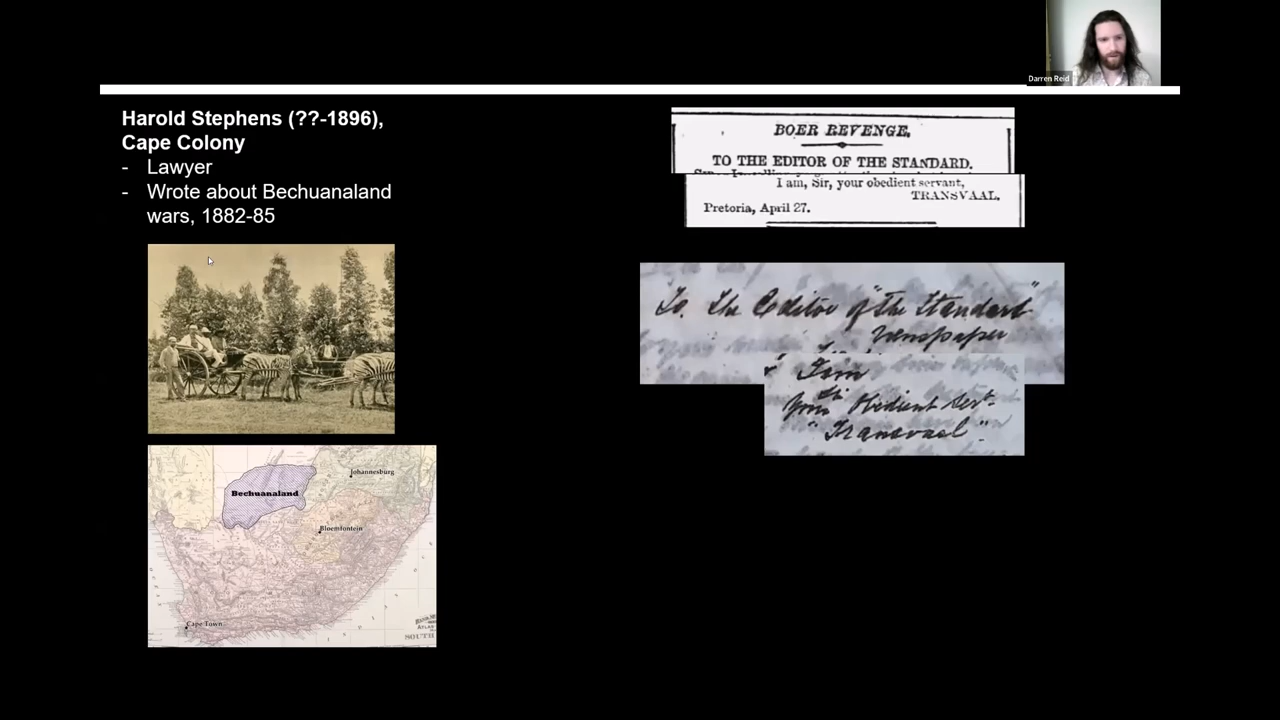 Darren Reid
Harold Stephens (??-1896),
Cape Colony
- Lawyer
- Wrote about Bechuanaland
wars, 1882-85
BOER REVENGE.
TO THE EDITOR OF THE STANDARD.
I am, Sir, your obedient servant,
TRANSVAAL.
Pretoria, April 27.
To. The Editor of "The Standard"
Newspaper
I am
Sir
Your Obedient Servt.
"Transvaal"
Bechuanaland
Johannesburg
Bloemfontein
Cape Town
SOUTH